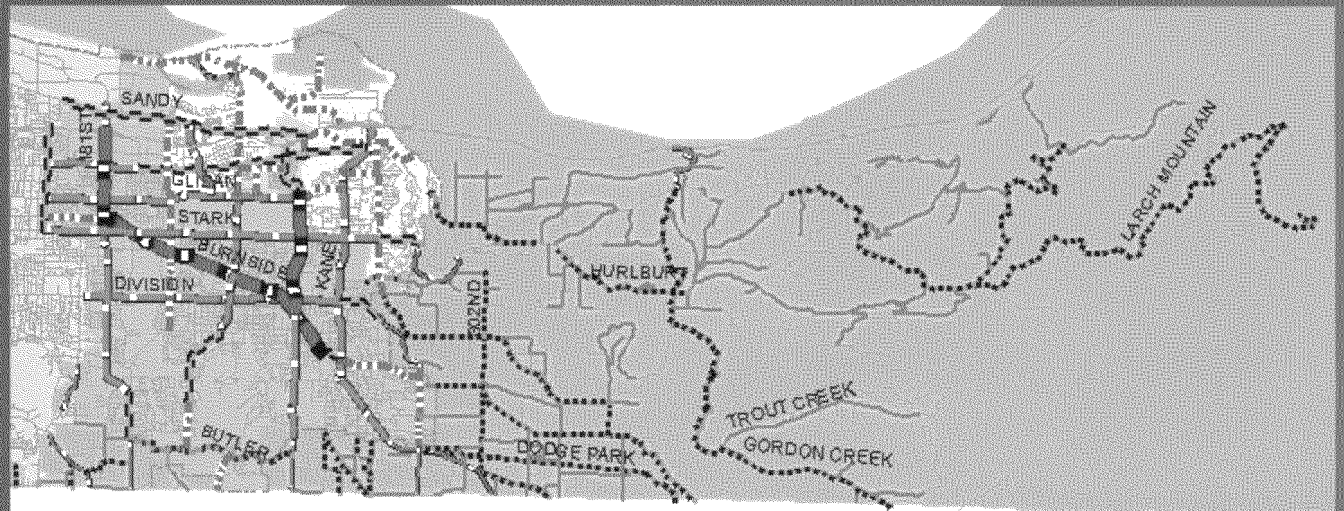 SANDY
181ST
GLISAN
STARK
BURNSIDE
KANE
DIVISION
HURLBURT
302ND
LARCH MOUNTAIN
TROUT CREEK
BUTLER
DODGE PARK
GORDON CREEK